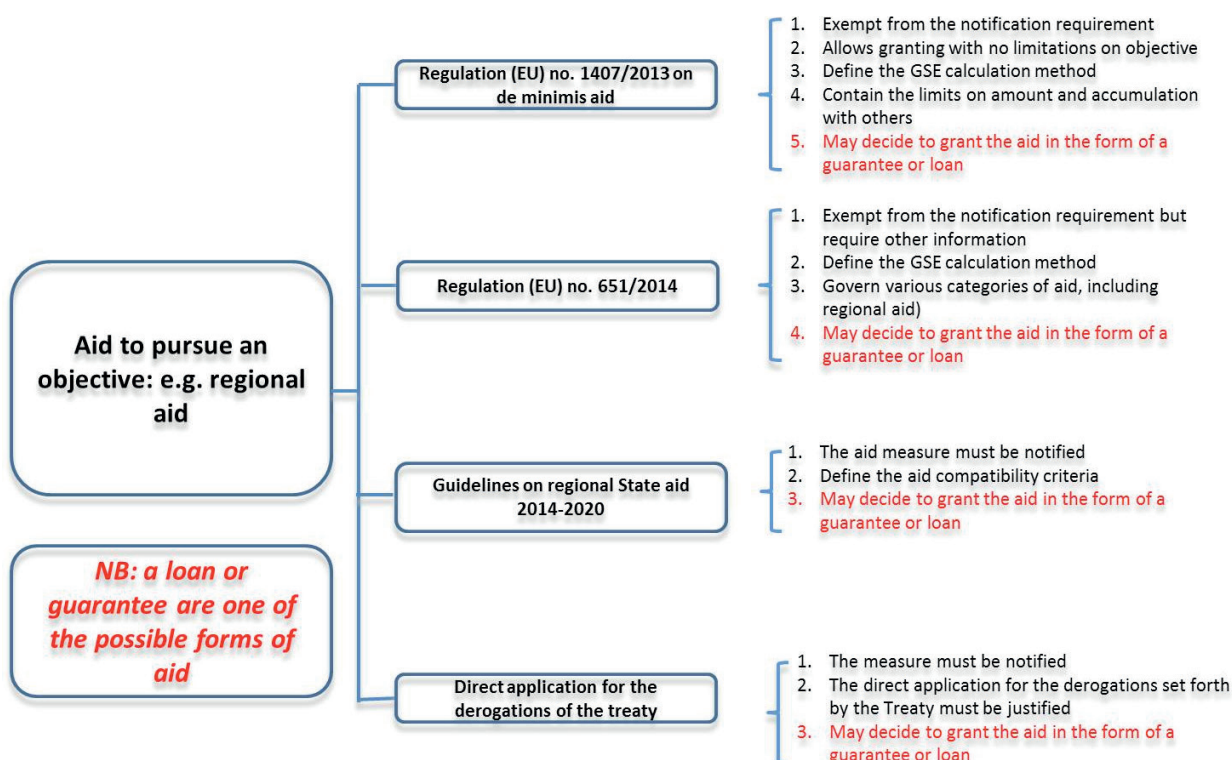 Aid to pursue an
objective: e.g. regional
aid
NB: a loan or
guarantee are one of
the possible forms of
aid
Regulation (EU) no. 1407/2013 on
de minimis aid
1. Exempt from the notification requirement
2. Allows granting with no limitations on objective
3. Define the GSE calculation method
4. Contain the limits on amount and accumulation
with others
5. May decide to grant the aid in the form of a
guarantee or loan
Regulation (EU) no. 651/2014
1. Exempt from the notification requirement but
require other information
2. Define the GSE calculation method
3. Govern various categories of aid, including
regional aid)
4. May decide to grant the aid in the form of a
guarantee or loan
Guidelines on regional State aid
2014-2020
1. The aid measure must be notified
2. Define the aid compatibility criteria
3. May decide to grant the aid in the form of a
guarantee or loan
Direct application for the
derogations of the treaty
1. The measure must be notified
2. The direct application for the derogations set forth
by the Treaty must be justified
3. May decide to grant the aid in the form of a
guarantee or loan